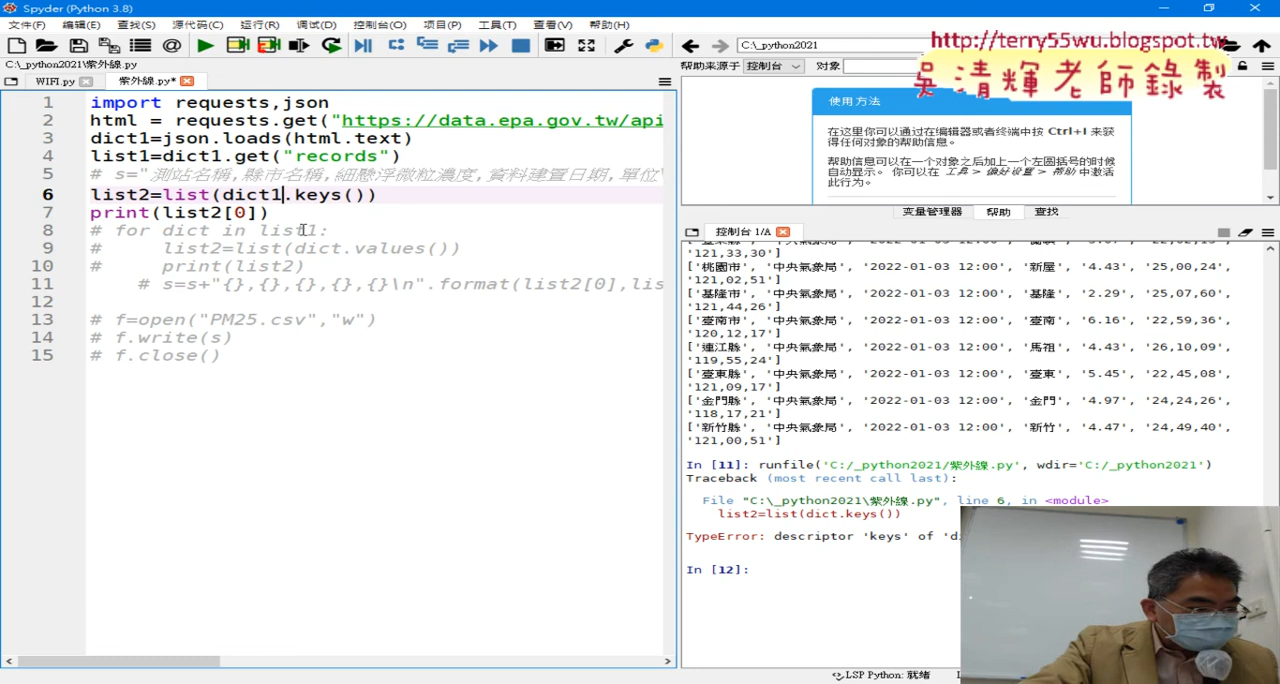 Spyder (Python 3.8)
文件(F) 编辑(E) 查找(S) 源代码(C) 运行(R) 调试(D) 控制台(O) 项目(P) 工具(T) 查看(V) 帮助(H)
C:\_python2021
http://terry55wu.blogspot.tw
吳清輝老師錄製
C:\_python2021\紫外線.py
帮助来源于 控制台 对象
WIFI.py 紫外線.py*
1 import requests,json
2 html = requests.get("https://data.epa.gov.tw/api
3 dict1=json.loads(html.text)
4 list1=dict1.get("records")
5 # s="測站名稱,縣市名稱,細懸浮微粒濃度,資料建置日期,單位\
6 list2=list(dict1.keys())
7 print(list2[0])
8 # for dict in list1:
9 # list2=list(dict.values())
10 # print(list2)
11 # s=s+"{},{},{},{},{}\n".format(list2[0],lis
12
13 # f=open("PM25.csv","w")
14 # f.write(s)
15 # f.close()
使用方法
在这里你可以通过在编辑器或者终端中按 Ctrl+I 来获
得任何对象的帮助信息。
帮助信息可以在一个对象之后加上一个左圆括号的时候
自动显示。 你可以在 工具 > 偏好设置 > 帮助 中激活
此行为。
变量管理器 帮助 查找
控制台 1/A
'121,33,30']
['桃園市', '中央氣象局', '2022-01-03 12:00', '新屋', '4.43', '25,00,24',
'121,02,51']
['基隆市', '中央氣象局', '2022-01-03 12:00', '基隆', '2.29', '25,07,60',
'121,44,26']
['臺南市', '中央氣象局', '2022-01-03 12:00', '臺南', '6.16', '22,59,36',
'120,12,17']
['連江縣', '中央氣象局', '2022-01-03 12:00', '馬祖', '4.43', '26,10,09',
'119,55,24']
['臺東縣', '中央氣象局', '2022-01-03 12:00', '臺東', '5.45', '22,45,08',
'121,09,17']
['金門縣', '中央氣象局', '2022-01-03 12:00', '金門', '4.97', '24,24,26',
'118,17,21']
['新竹縣', '中央氣象局', '2022-01-03 12:00', '新竹', '4.47', '24,49,40',
'121,00,51']
In [11]: runfile('C:/_python2021/紫外線.py', wdir='C:/_python2021')
Traceback (most recent call last):
File "C:\_python2021\紫外線.py", line 6, in <module>
list2=list(dict.keys())
TypeError: descriptor 'keys' of 'di
In [12]:
LSP Python: 就绪